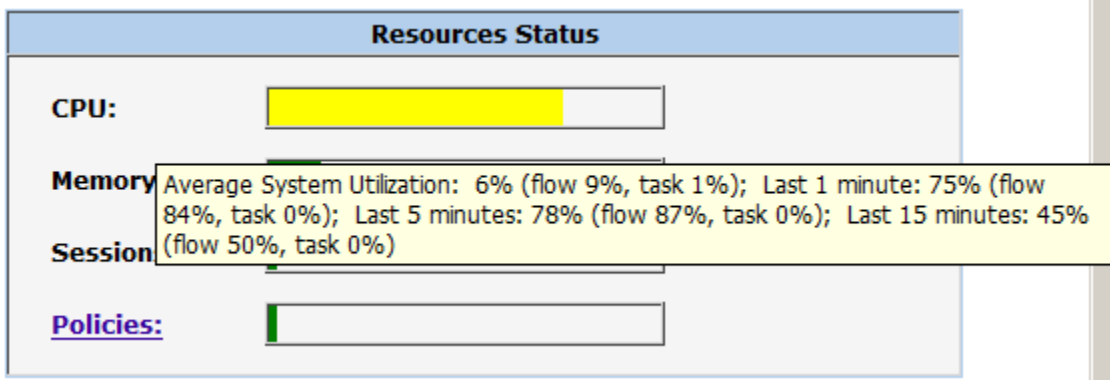 Resources Status
CPU:
Memory
Average System Utilization:  6% (flow 9%, task 1%);  Last 1 minute: 75% (flow
84%, task 0%);  Last 5 minutes: 78% (flow 87%, task 0%);  Last 15 minutes: 45%
(flow 50%, task 0%)
Session
Policies: